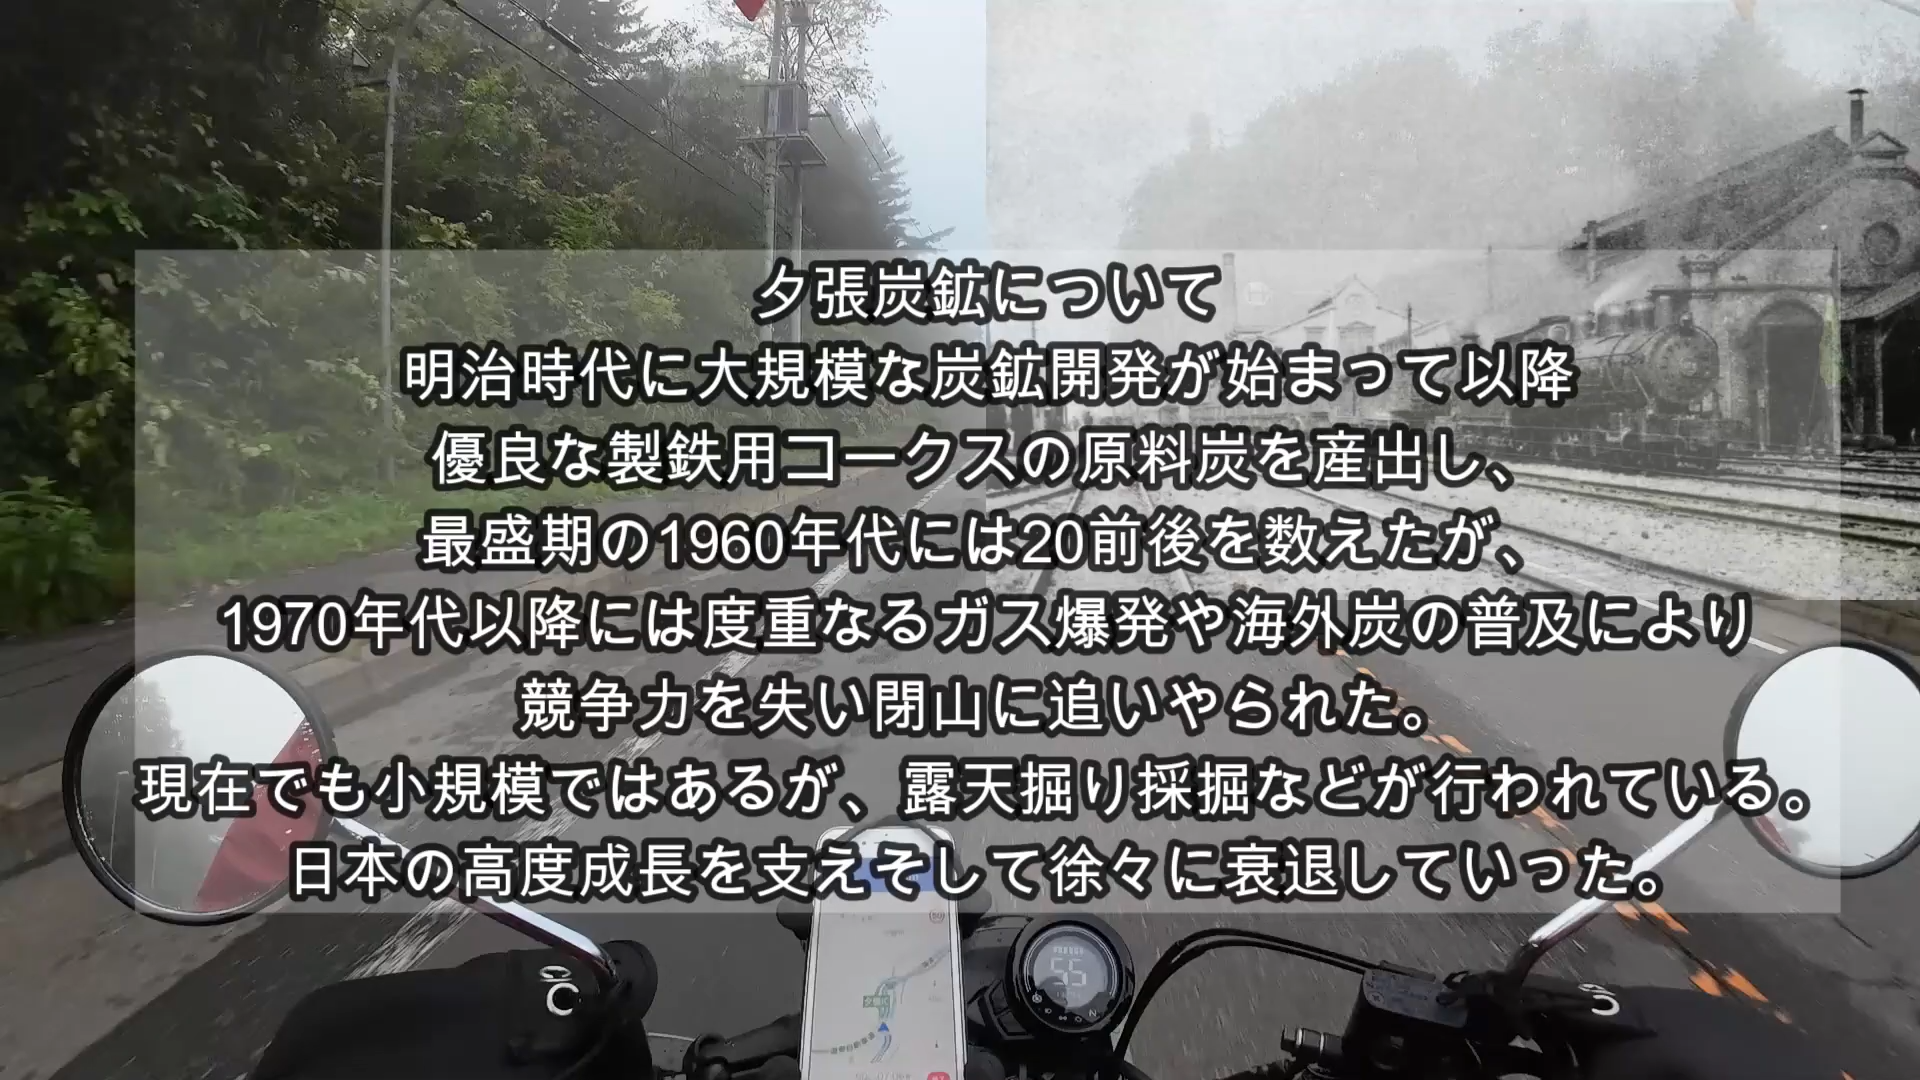 夕張炭鉱について
明治時代に大規模な炭鉱開発が始まって以降
優良な製鉄用コークスの原料炭を産出し、
最盛期の1960年代には20前後を数えたが、
1970年代以降には度重なるガス爆発や海外炭の普及により
競争力を失い閉山に追いやられた。
現在でも小規模ではあるが、露天掘り採掘などが行われている。
日本の高度成長を支えそして徐々に衰退していった。
55